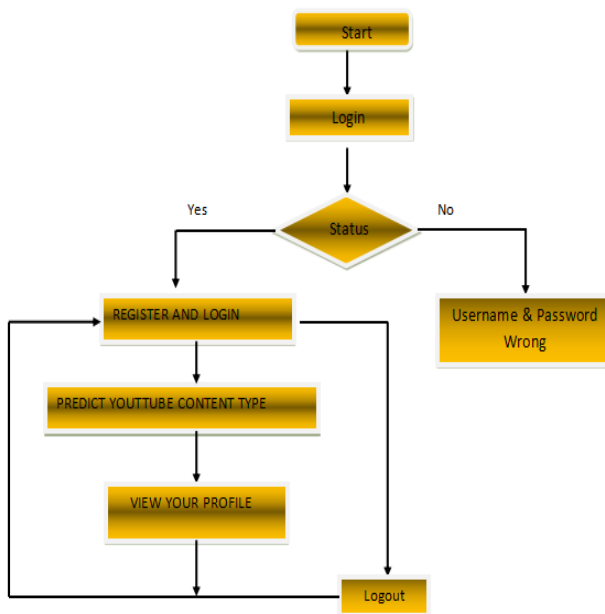 Start
Login
Status
Yes
No
REGISTER AND LOGIN
Username & Password
Wrong
PREDICT YOUTTUBE CONTENT TYPE
VIEW YOUR PROFILE
Logout